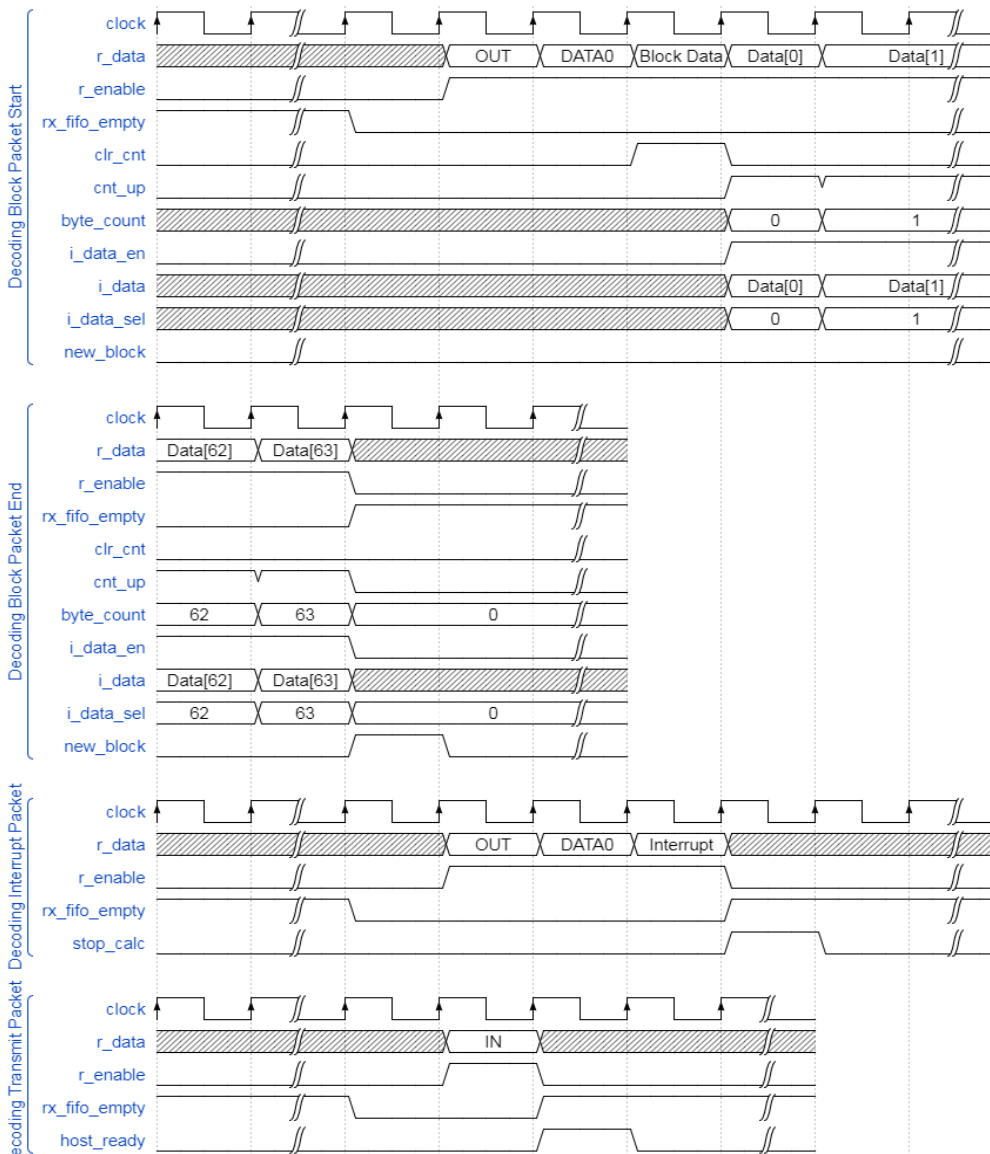 Decoding Block Packet Start
clock
r_data OUT DATA0 Block Data Data[0] Data[1]
r_enable
rx_fifo_empty
clr_cnt
cnt_up
byte_count 0 1
i_data_en
i_data Data[0] Data[1]
i_data_sel 0 1
new_block
Decoding Block Packet End
clock
r_data Data[62] Data[63]
r_enable
rx_fifo_empty
clr_cnt
cnt_up
byte_count 62 63 0
i_data_en
i_data Data[62] Data[63]
i_data_sel 62 63 0
new_block
Decoding Interrupt Packet
clock
r_data OUT DATA0 Interrupt
r_enable
rx_fifo_empty
stop_calc
ecoding Transmit Packet
clock
r_data IN
r_enable
rx_fifo_empty
host_ready